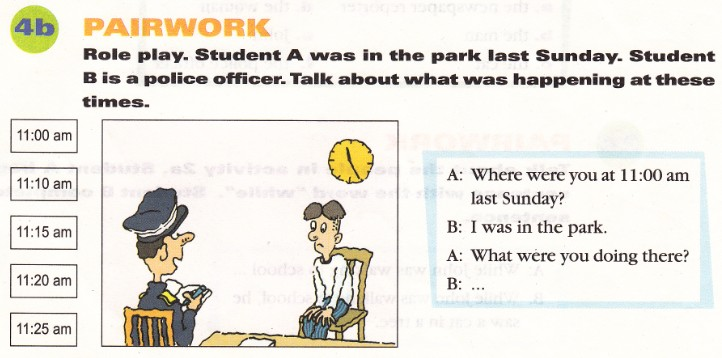 4b PAIRWORK
Role play. Student A was in the park last Sunday. Student
B is a police officer. Talk about what was happening at these
times.
11:00 am
11:10 am
11:15 am
11:20 am
11:25 am
A: Where were you at 11:00 am
last Sunday?
B: I was in the park.
A: What were you doing there?
B: ...